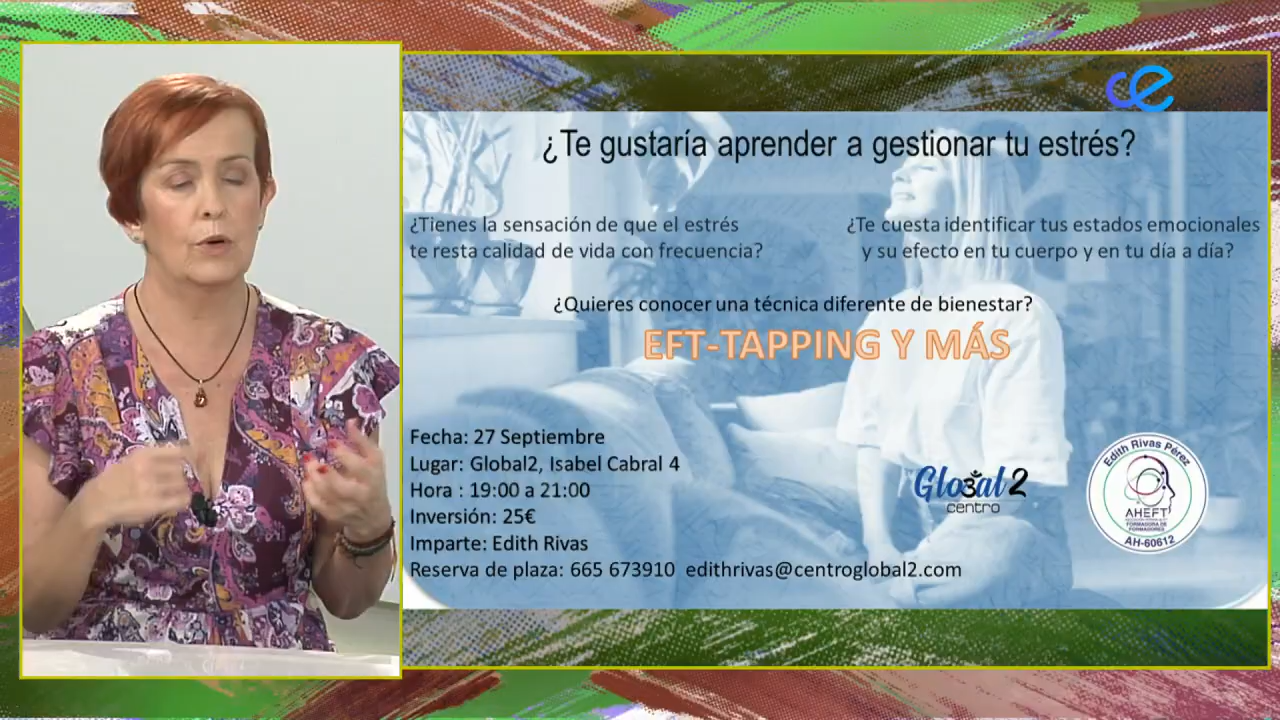 ce
¿Te gustaría aprender a gestionar tu estrés?
¿Tienes la sensación de que el estrés
te resta calidad de vida con frecuencia?
¿Te cuesta identificar tus estados emocionales
y su efecto en tu cuerpo y en tu día a día?
¿Quieres conocer una técnica diferente de bienestar?
EFT-TAPPING Y MÁS
Fecha: 27 Septiembre
Lugar: Global2, Isabel Cabral 4
Hora : 19:00 a 21:00
Inversión: 25€
Imparte: Edith Rivas
Reserva de plaza: 665 673910 edithrivas@centroglobal2.com
Global 2
centro
Edith Rivas Pérez
AHEFT
FORMADORA DE
FORMADORES
AH-60612